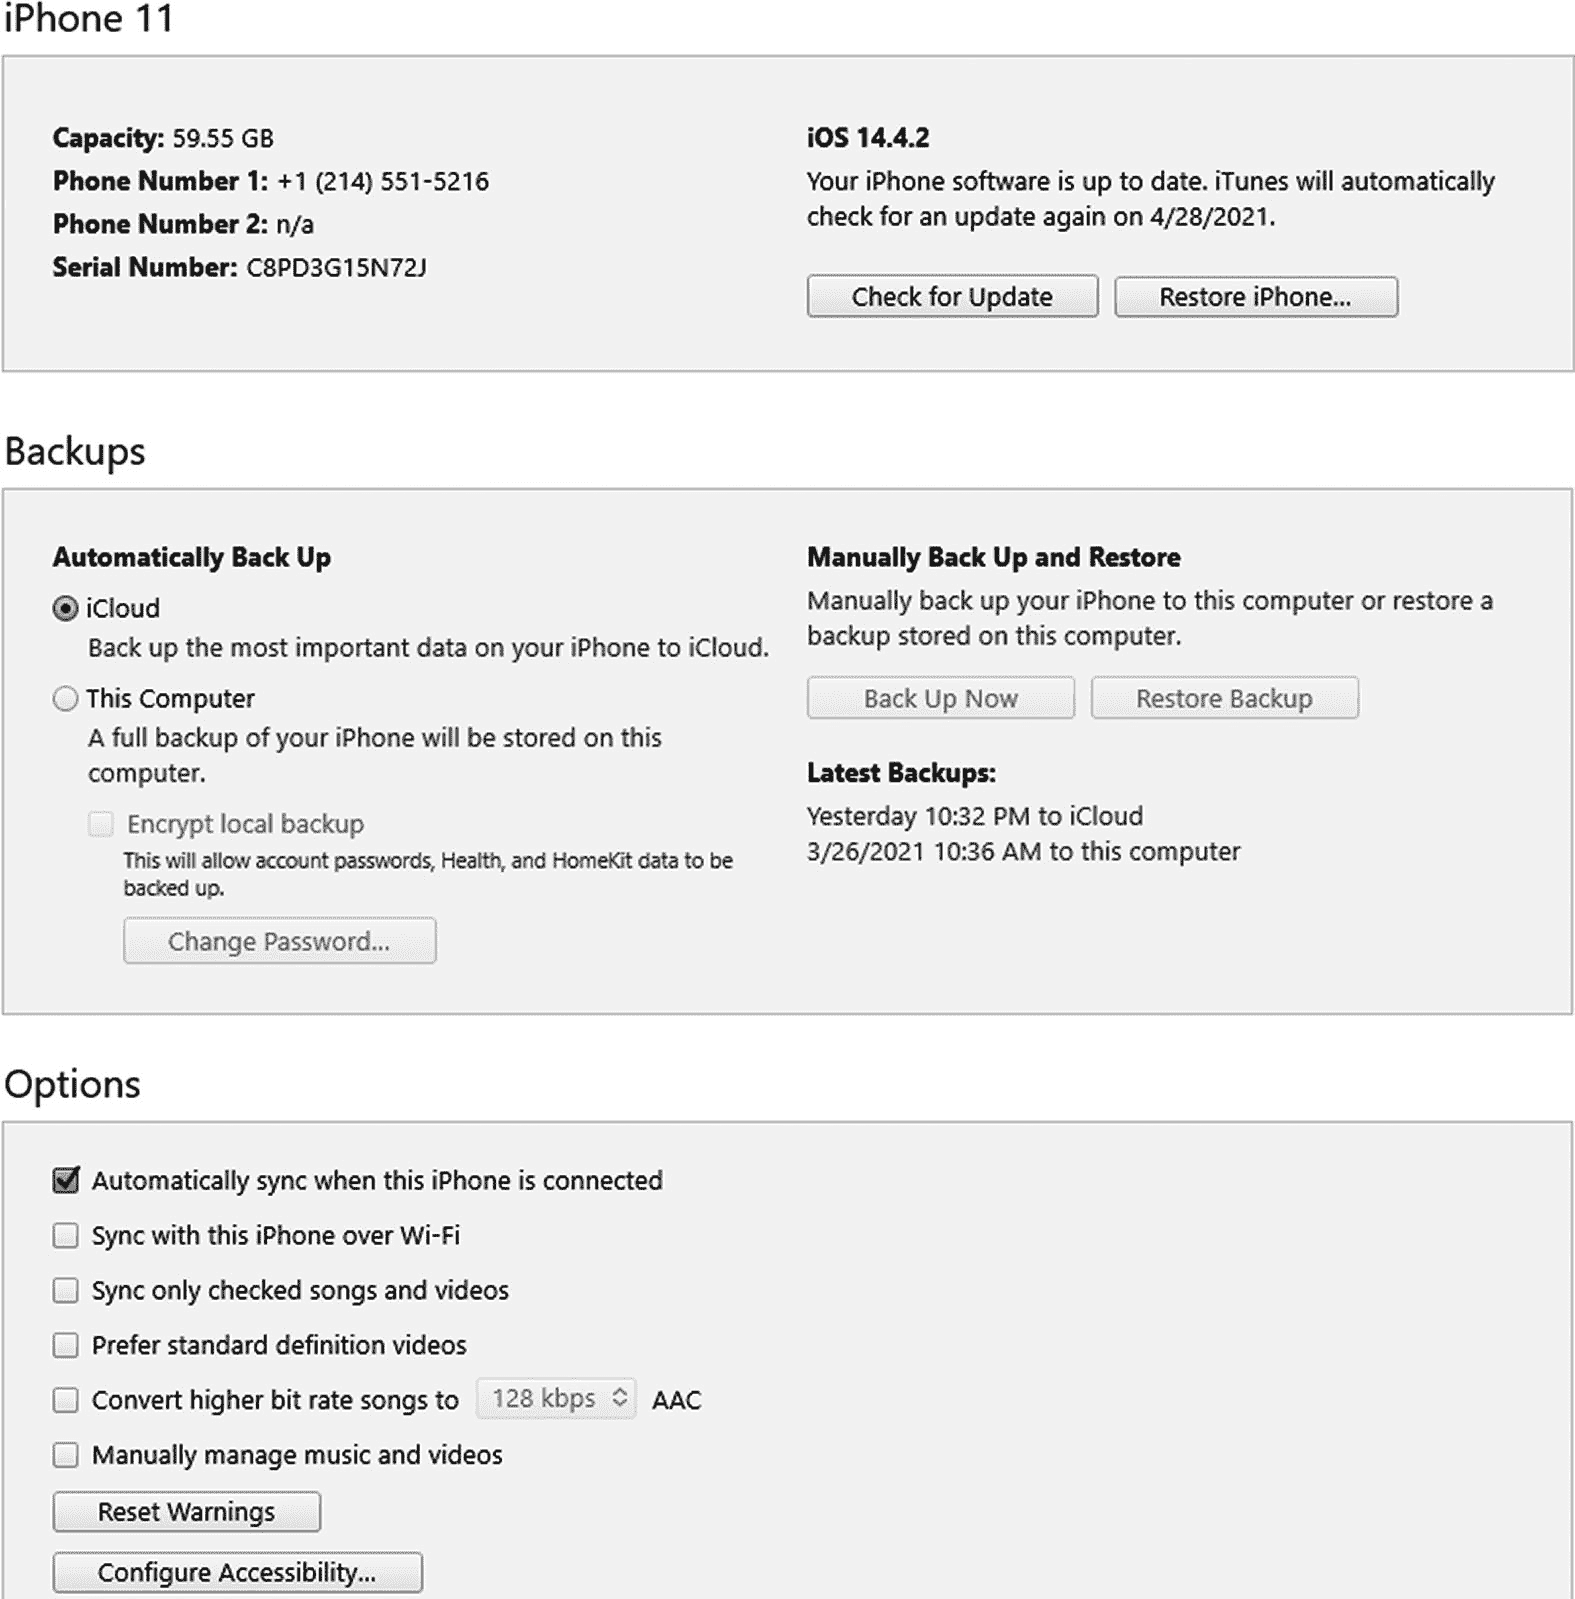 iPhone 11
Capacity: 59.55 GB
Phone Number 1: +1 (214) 551-5216
Phone Number 2: n/a
Serial Number: C8PD3G15N72J
iOS 14.4.2
Your iPhone software is up to date. iTunes will automatically
check for an update again on 4/28/2021.
Check for Update
Restore iPhone...
Backups
Automatically Back Up
iCloud
Back up the most important data on your iPhone to iCloud.
This Computer
A full backup of your iPhone will be stored on this
computer.
Encrypt local backup
This will allow account passwords, Health, and HomeKit data to be
backed up.
Change Password...
Manually Back Up and Restore
Manually back up your iPhone to this computer or restore a
backup stored on this computer.
Back Up Now
Restore Backup
Latest Backups:
Yesterday 10:32 PM to iCloud
3/26/2021 10:36 AM to this computer
Options
Automatically sync when this iPhone is connected
Sync with this iPhone over Wi-Fi
Sync only checked songs and videos
Prefer standard definition videos
Convert higher bit rate songs to 128 kbps AAC
Manually manage music and videos
Reset Warnings
Configure Accessibility...